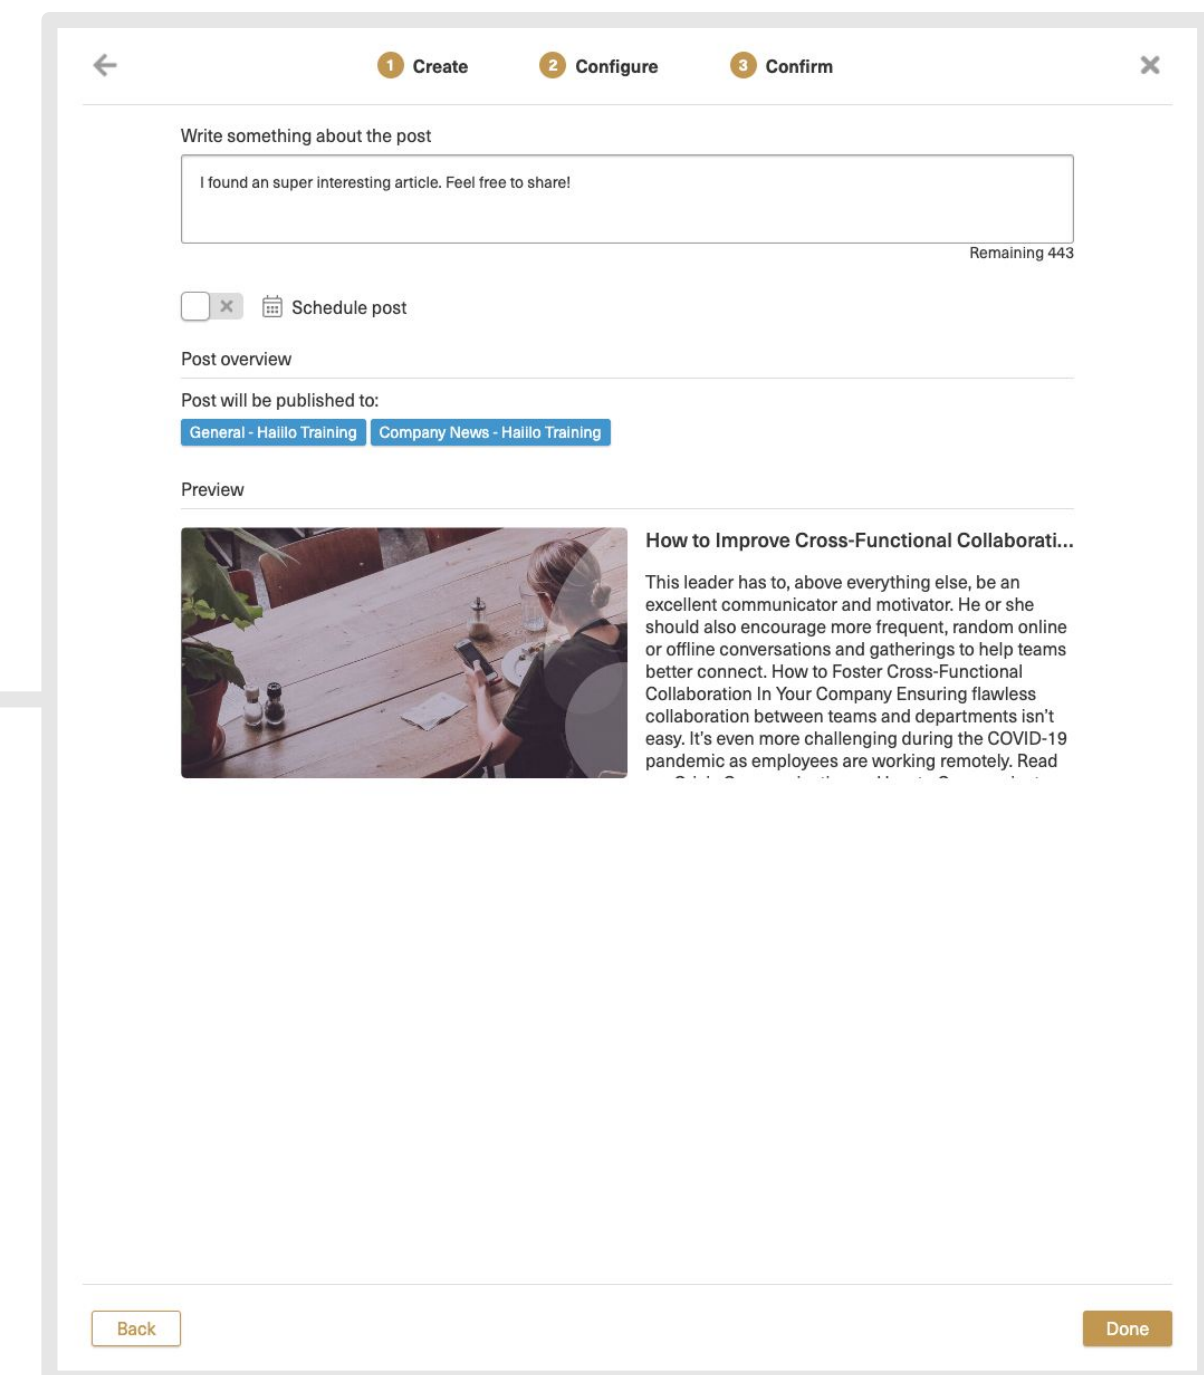 1 Create 2 Configure 3 Confirm
Write something about the post
I found an super interesting article. Feel free to share!
Remaining 443
Schedule post
Post overview
Post will be published to:
General - Haiilo Training Company News - Haiilo Training
Preview
How to Improve Cross-Functional Collaborati...
This leader has to, above everything else, be an
excellent communicator and motivator. He or she
should also encourage more frequent, random online
or offline conversations and gatherings to help teams
better connect. How to Foster Cross-Functional
Collaboration In Your Company Ensuring flawless
collaboration between teams and departments isn't
easy. It's even more challenging during the COVID-19
pandemic as employees are working remotely. Read
Back Done